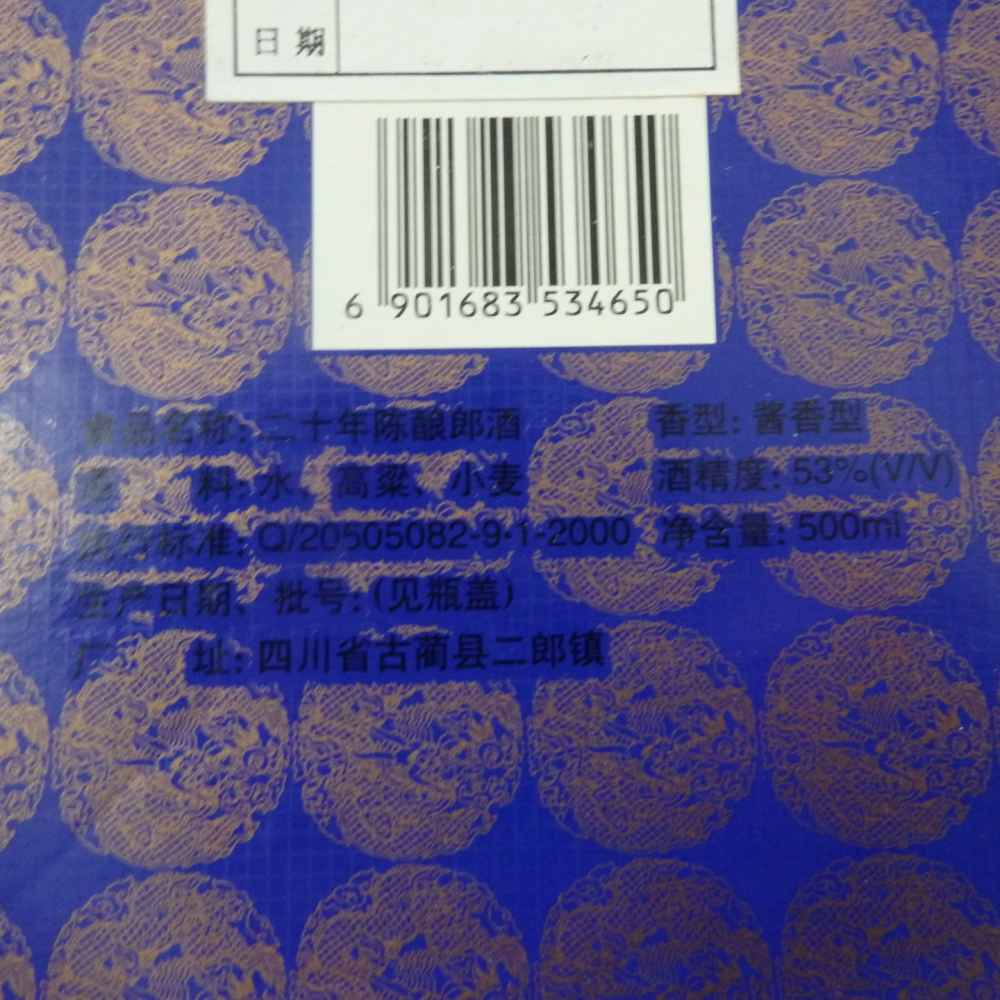 日期
6 901683 534650
食品名称：二十年陈酿郎酒 香型：酱香型
原 料：水、高粱、小麦 酒精度：53%(V/V)
执行标准：Q/20505082-9·1-2000 净含量：500ml
生产日期、批号：(见瓶盖)
厂 址：四川省古蔺县二郎镇